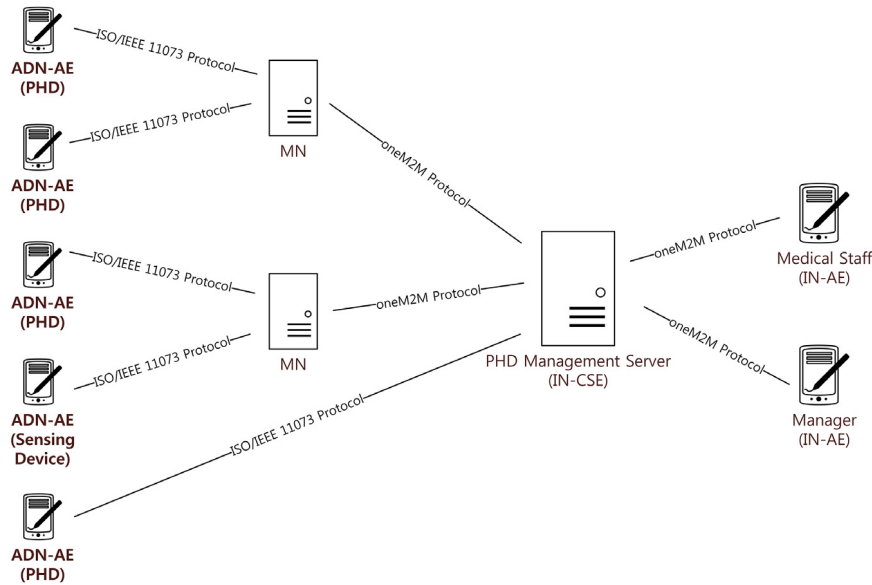 ADN-AE
(PHD)
ISO/IEEE 11073 Protocol
ADN-AE
(PHD)
ISO/IEEE 11073 Protocol
MN
oneM2M Protocol
ADN-AE
(PHD)
ISO/IEEE 11073 Protocol
ADN-AE
(Sensing
Device)
ISO/IEEE 11073 Protocol
MN
oneM2M Protocol
ADN-AE
(PHD)
ISO/IEEE 11073 Protocol
PHD Management Server
(IN-CSE)
oneM2M Protocol
Medical Staff
(IN-AE)
oneM2M Protocol
Manager
(IN-AE)